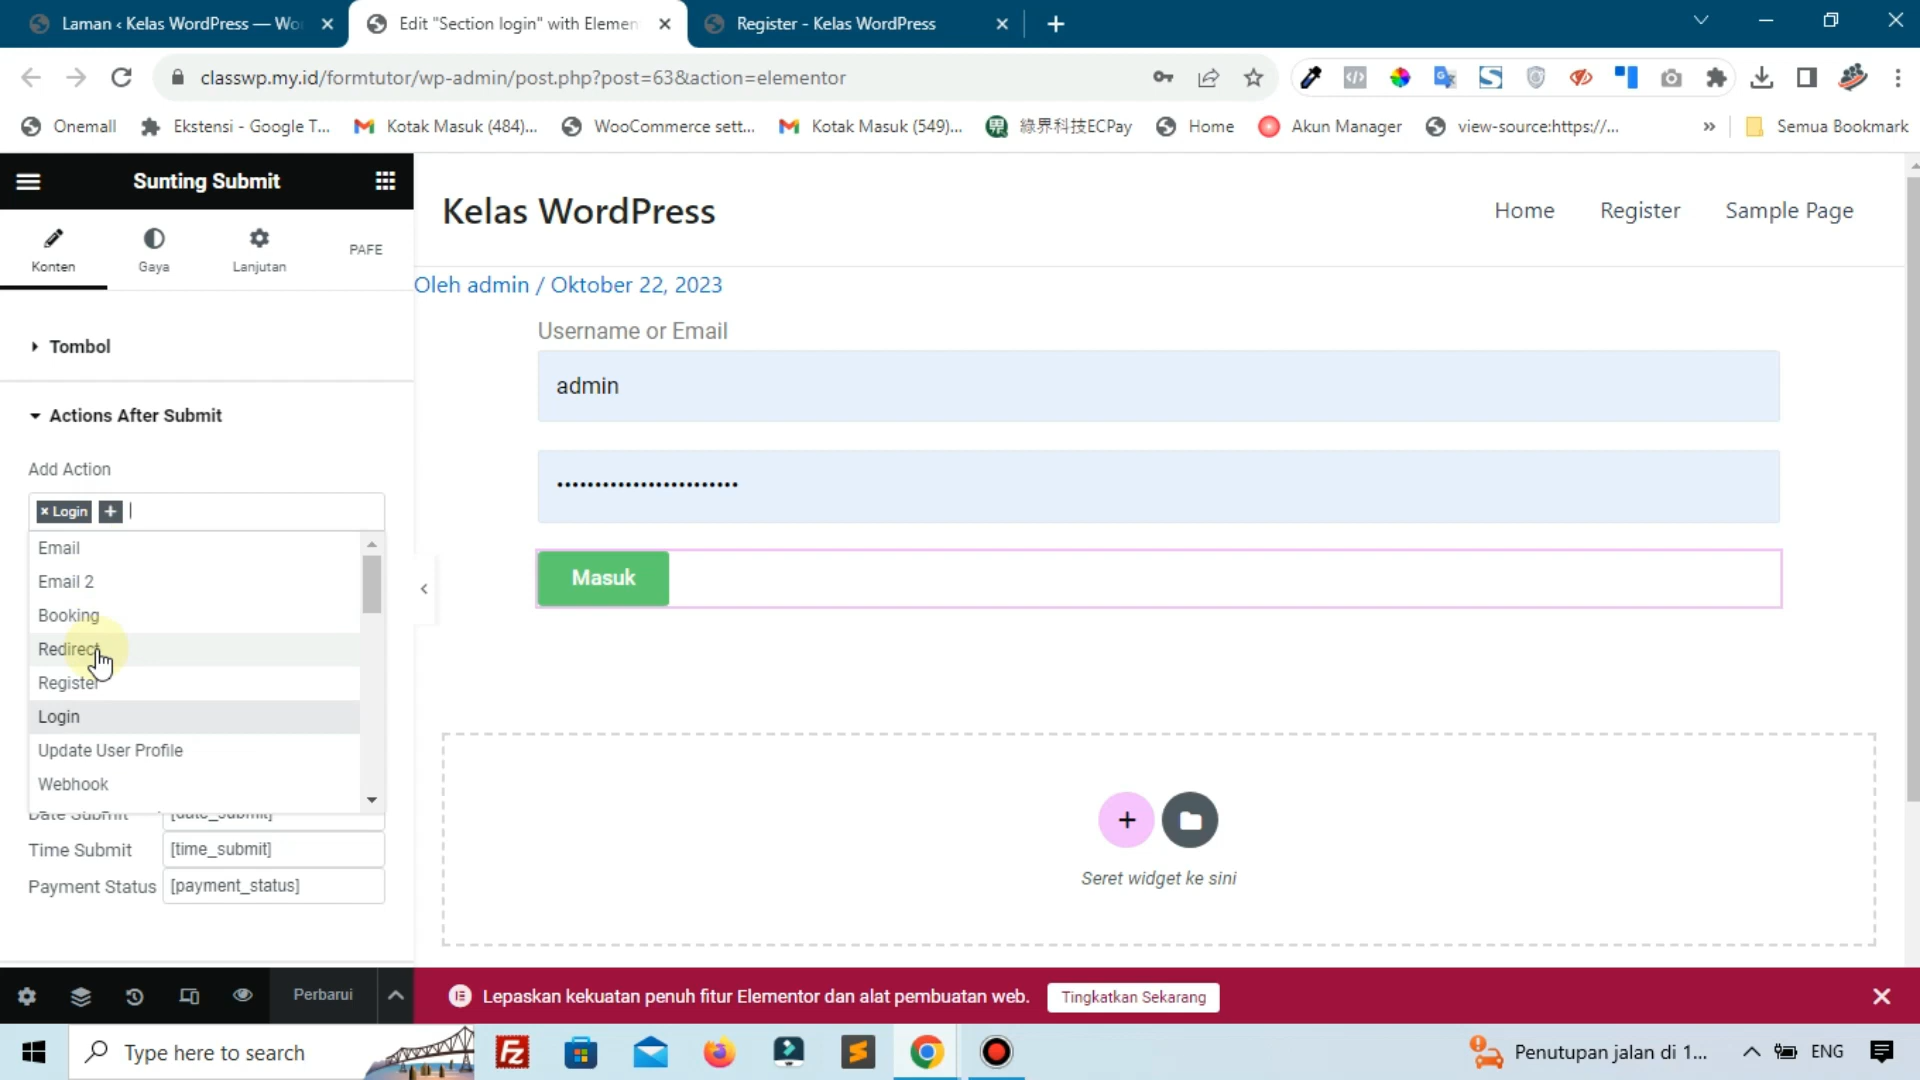 Laman ‹ Kelas WordPress — Wo
Edit "Section login" with Elemen
Register - Kelas WordPress
classwp.my.id/formtutor/wp-admin/post.php?post=63&action=elementor
Onemall
Ekstensi - Google T...
Kotak Masuk (484)...
WooCommerce sett...
Kotak Masuk (549)...
綠界科技ECPay
Home
Akun Manager
view-source:https://...
»
Semua Bookmark
Sunting Submit
Konten
Gaya
Lanjutan
PAFE
Tombol
Actions After Submit
Add Action
× Login +
Email
Email 2
Booking
Redirect
Register
Login
Update User Profile
Webhook
Date Submit [date_submit]
Time Submit [time_submit]
Payment Status [payment_status]
Perbarui
Kelas WordPress
Home
Register
Sample Page
Oleh admin / Oktober 22, 2023
Username or Email
admin
Masuk
Seret widget ke sini
Lepaskan kekuatan penuh fitur Elementor dan alat pembuatan web.
Tingkatkan Sekarang
Type here to search
Penutupan jalan di 1...
ENG